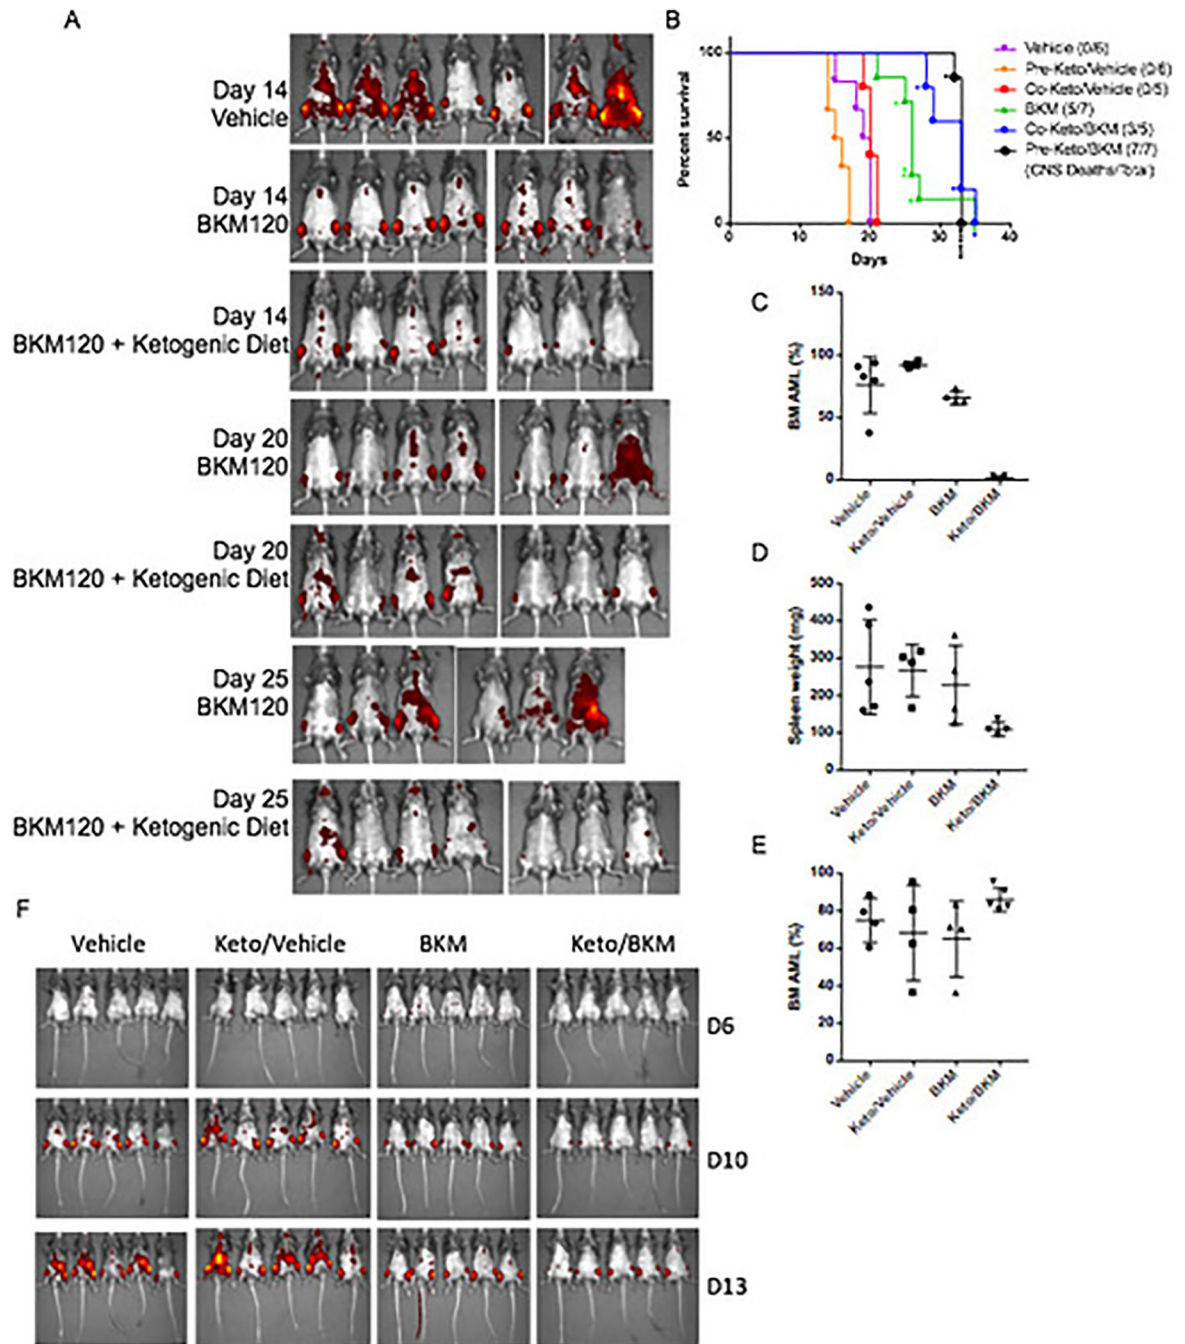 A
Day 14
Vehicle
Day 14
BKM120
Day 14
BKM120 + Ketogenic Diet
Day 20
BKM120
Day 20
BKM120 + Ketogenic Diet
Day 25
BKM120
Day 25
BKM120 + Ketogenic Diet
B
Percent survival
100
50
0
0 10 20 30 40
Days
Vehicle (0/6)
Pre-Keto/Vehicle (0/6)
Co-Keto/Vehicle (0/5)
BKM (5/7)
Co-Keto/BKM (3/5)
Pre-Keto/BKM (7/7)
(CNS Deaths/Total)
C
BM AML (%)
150
100
50
0
Vehicle
Keto/Vehicle
BKM
Keto/BKM
D
Spleen weight (mg)
500
400
300
200
100
0
Vehicle
Keto/Vehicle
BKM
Keto/BKM
E
BM AML (%)
100
80
60
40
20
0
Vehicle
Keto/Vehicle
BKM
Keto/BKM
F
Vehicle Keto/Vehicle BKM Keto/BKM
D6
D10
D13